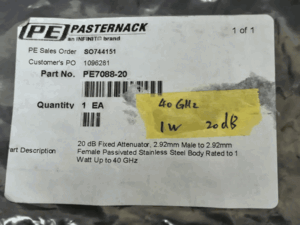 PE PASTERNACK
an INFINITE brand
1 of 1
PE Sales Order SO744151
Customer's PO 1096261
Part No. PE7088-20
Quantity 1 EA
40 GHz
1W 20dB
20 dB Fixed Attenuator, 2.92mm Male to 2.92mm
Part Description Female Passivated Stainless Steel Body Rated to 1
Watt Up to 40 GHz